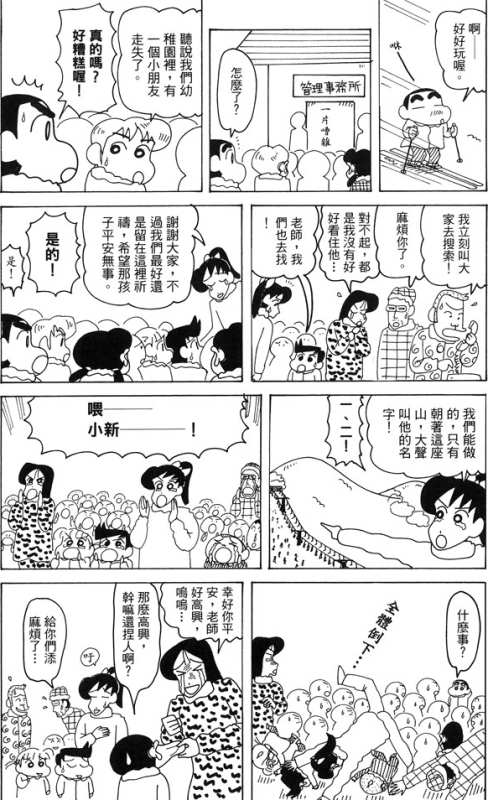 啊──
好好玩喔。
咻
管理事務所
一片嘈雜
怎麼了？
聽說我們幼
稚園裡，有
一個小朋友
走失了。
真的嗎？
好糟糕喔！
我立刻叫大
家去搜索！
麻煩你了。
對不起，都
是我沒有好
好看住他…
老師，我
們也去找
！
謝謝大家，不
過我們最好還
是留在這裡祈
禱，希望那孩
子平安無事。
是的！
是！
我們能做
的，只有
朝著這座
山，大聲
叫他的名
字！
一、二！
喂──
小新────！
什麼事？
全體倒下…
幸好你平
安，老師
好高興，
嗚嗚…
那麼高興，
幹嘛還捏人啊？
吁
給你們添
麻煩了…